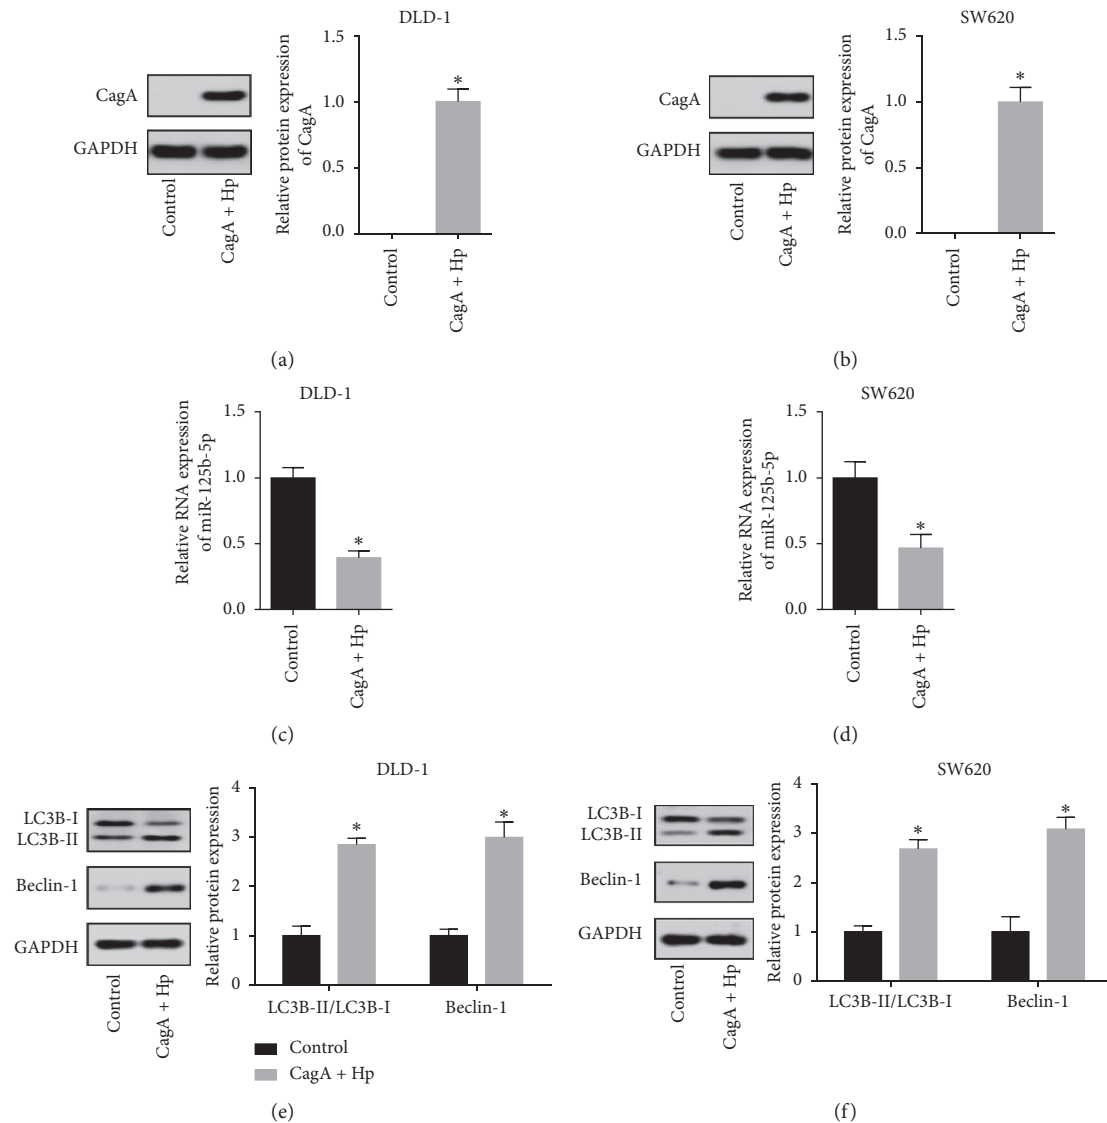 DLD-1
CagA
GAPDH
Control
CagA + Hp
Relative protein expression
of CagA
1.5
1.0
0.5
0.0
*
Control
CagA + Hp
(a)
SW620
CagA
GAPDH
Control
CagA + Hp
Relative protein expression
of CagA
1.5
1.0
0.5
0.0
*
Control
CagA + Hp
(b)
DLD-1
Relative RNA expression
of miR-125b-5p
1.5
1.0
0.5
0.0
*
Control
CagA + Hp
(c)
SW620
Relative RNA expression
of miR-125b-5p
1.5
1.0
0.5
0.0
*
Control
CagA + Hp
(d)
DLD-1
LC3B-I
LC3B-II
Beclin-1
GAPDH
Control
CagA + Hp
Relative protein expression
4
3
2
1
0
*
*
LC3B-II/LC3B-I
Beclin-1
Control
CagA + Hp
(e)
SW620
LC3B-I
LC3B-II
Beclin-1
GAPDH
Control
CagA + Hp
Relative protein expression
4
3
2
1
0
*
*
LC3B-II/LC3B-I
Beclin-1
(f)